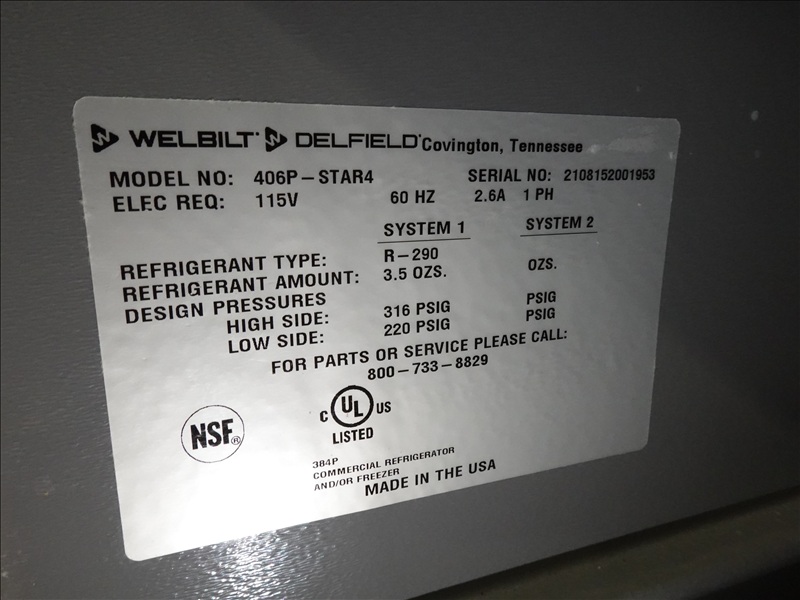 WELBILT DELFIELD Covington, Tennessee
MODEL NO: 406P-STAR4 SERIAL NO: 2108152001953
ELEC REQ: 115V 60 HZ 2.6A 1 PH
SYSTEM 1 SYSTEM 2
REFRIGERANT TYPE: R-290
REFRIGERANT AMOUNT: 3.5 OZS. OZS.
DESIGN PRESSURES
HIGH SIDE: 316 PSIG PSIG
LOW SIDE: 220 PSIG PSIG
FOR PARTS OR SERVICE PLEASE CALL:
800-733-8829
NSF®
C UL US
LISTED
384P
COMMERCIAL REFRIGERATOR
AND/OR FREEZER
MADE IN THE USA